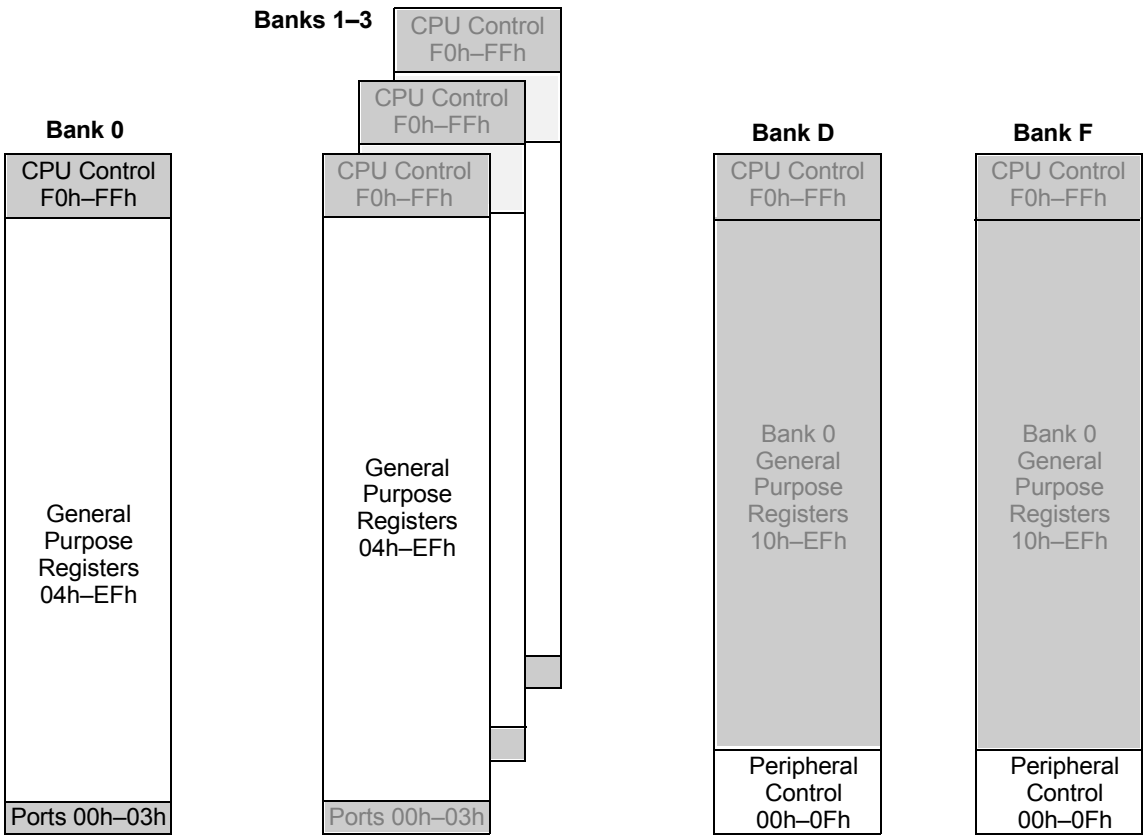 Banks 1–3
CPU Control
F0h–FFh
CPU Control
F0h–FFh
Bank 0
CPU Control
F0h–FFh
General
Purpose
Registers
04h–EFh
Ports 00h–03h
CPU Control
F0h–FFh
General
Purpose
Registers
04h–EFh
Ports 00h–03h
Bank D
CPU Control
F0h–FFh
Bank 0
General
Purpose
Registers
10h–EFh
Peripheral
Control
00h–0Fh
Bank F
CPU Control
F0h–FFh
Bank 0
General
Purpose
Registers
10h–EFh
Peripheral
Control
00h–0Fh